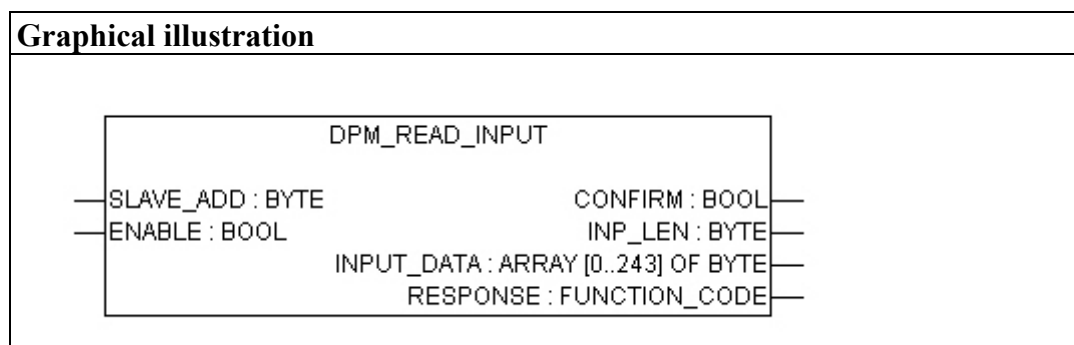 Graphical illustration
DPM_READ_INPUT
SLAVE_ADD : BYTE CONFIRM : BOOL
ENABLE : BOOL INP_LEN : BYTE
INPUT_DATA : ARRAY [0..243] OF BYTE
RESPONSE : FUNCTION_CODE